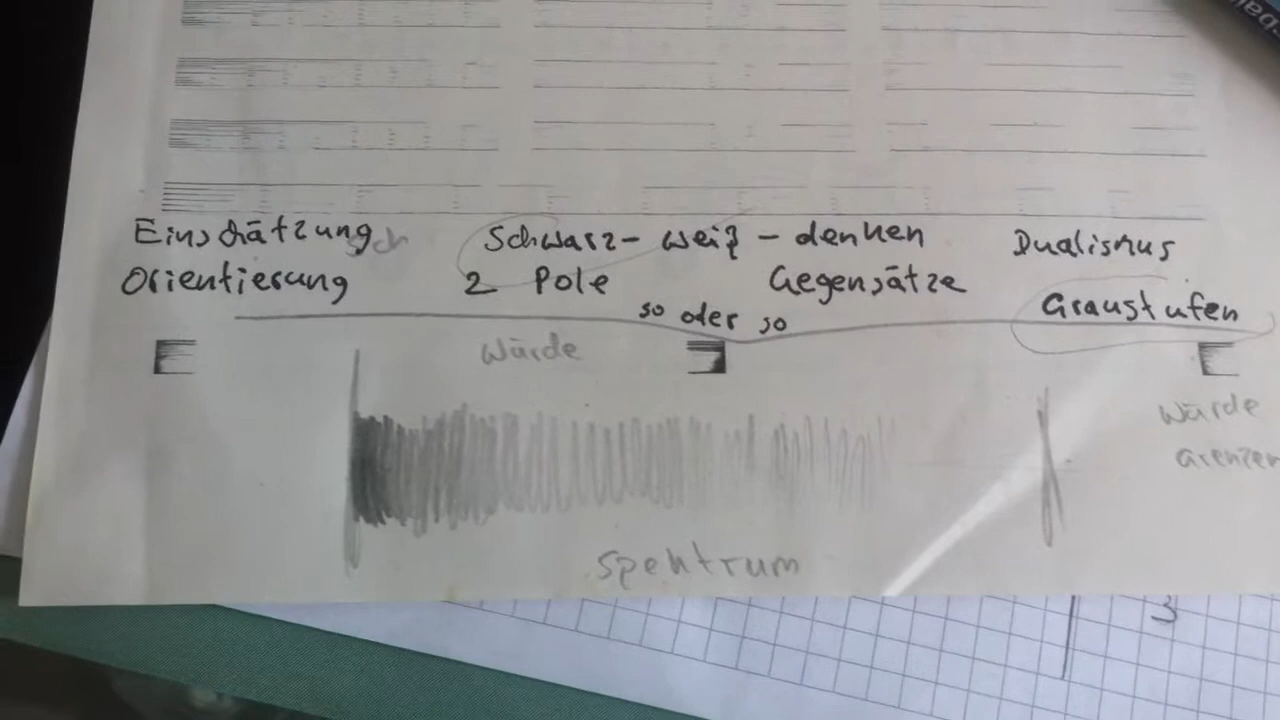 Einschätzung Schwarz-weiß-denken Dualismus
Orientierung 2 Pole Gegensätze Graustufen
so oder so
Würde
Würde
Grenzen
Spektrum
3